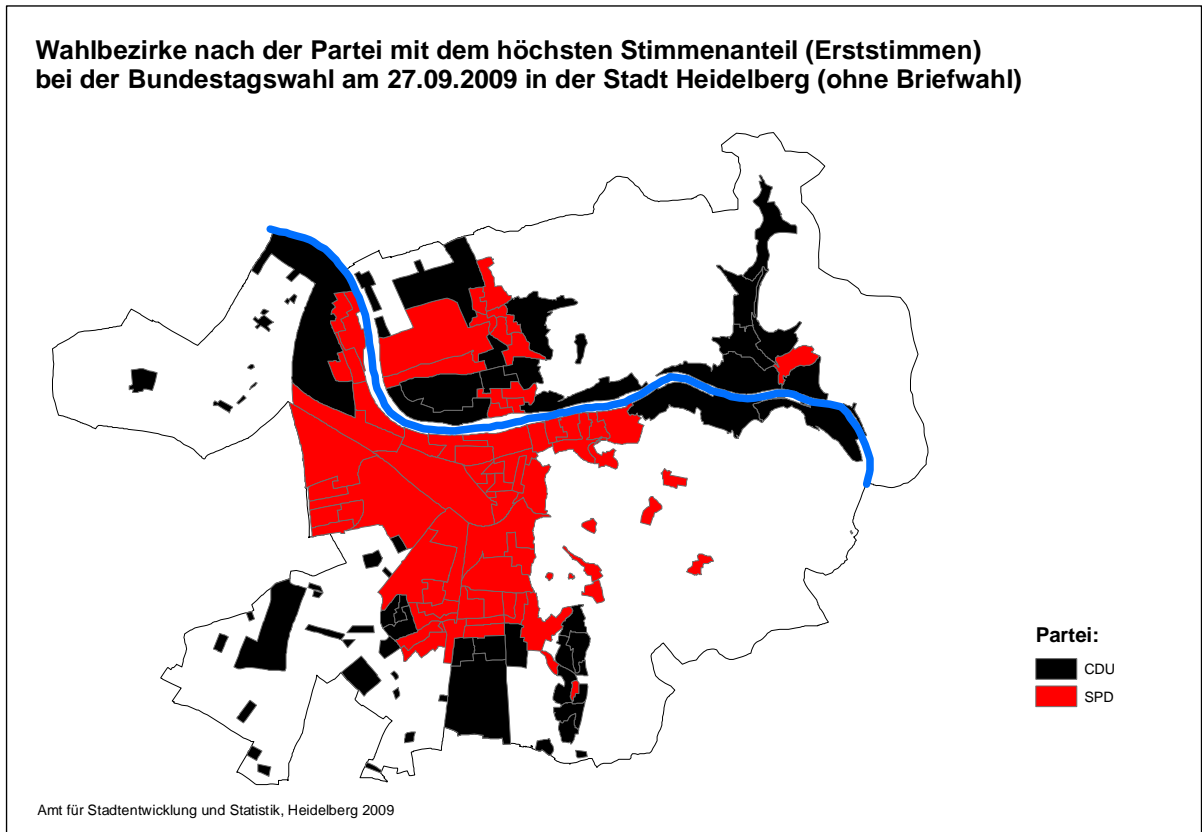 Wahlbezirke nach der Partei mit dem höchsten Stimmenanteil (Erststimmen)
bei der Bundestagswahl am 27.09.2009 in der Stadt Heidelberg (ohne Briefwahl)
Partei:
CDU
SPD
Amt für Stadtentwicklung und Statistik, Heidelberg 2009